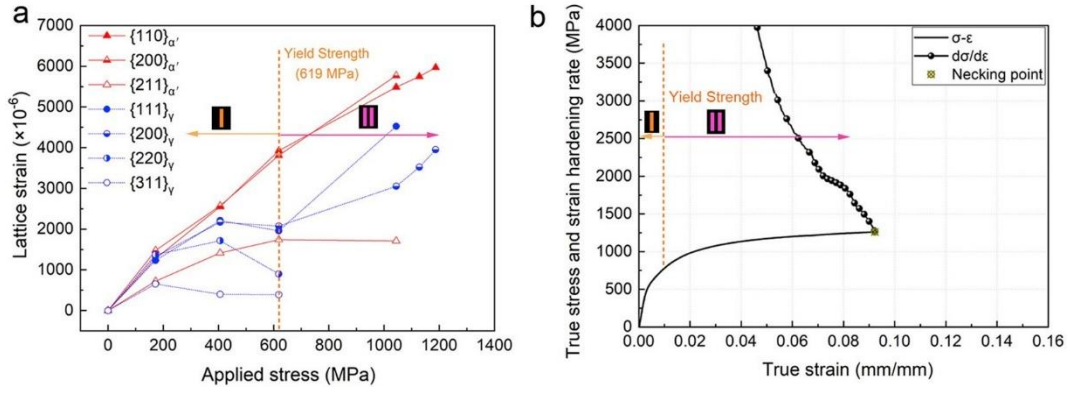 a
7000
6000
5000
4000
3000
2000
1000
0
Lattice strain (×10⁻⁶)
{110}α′
{200}α′
{211}α′
{111}γ
{200}γ
{220}γ
{311}γ
Yield Strength
(619 MPa)
I
II
0 200 400 600 800 1000 1200 1400
Applied stress (MPa)
b
4000
3500
3000
2500
2000
1500
1000
500
0
True stress and strain hardening rate (MPa)
σ-ε
dσ/dε
Necking point
Yield Strength
I
II
0.00 0.02 0.04 0.06 0.08 0.10 0.12 0.14 0.16
True strain (mm/mm)